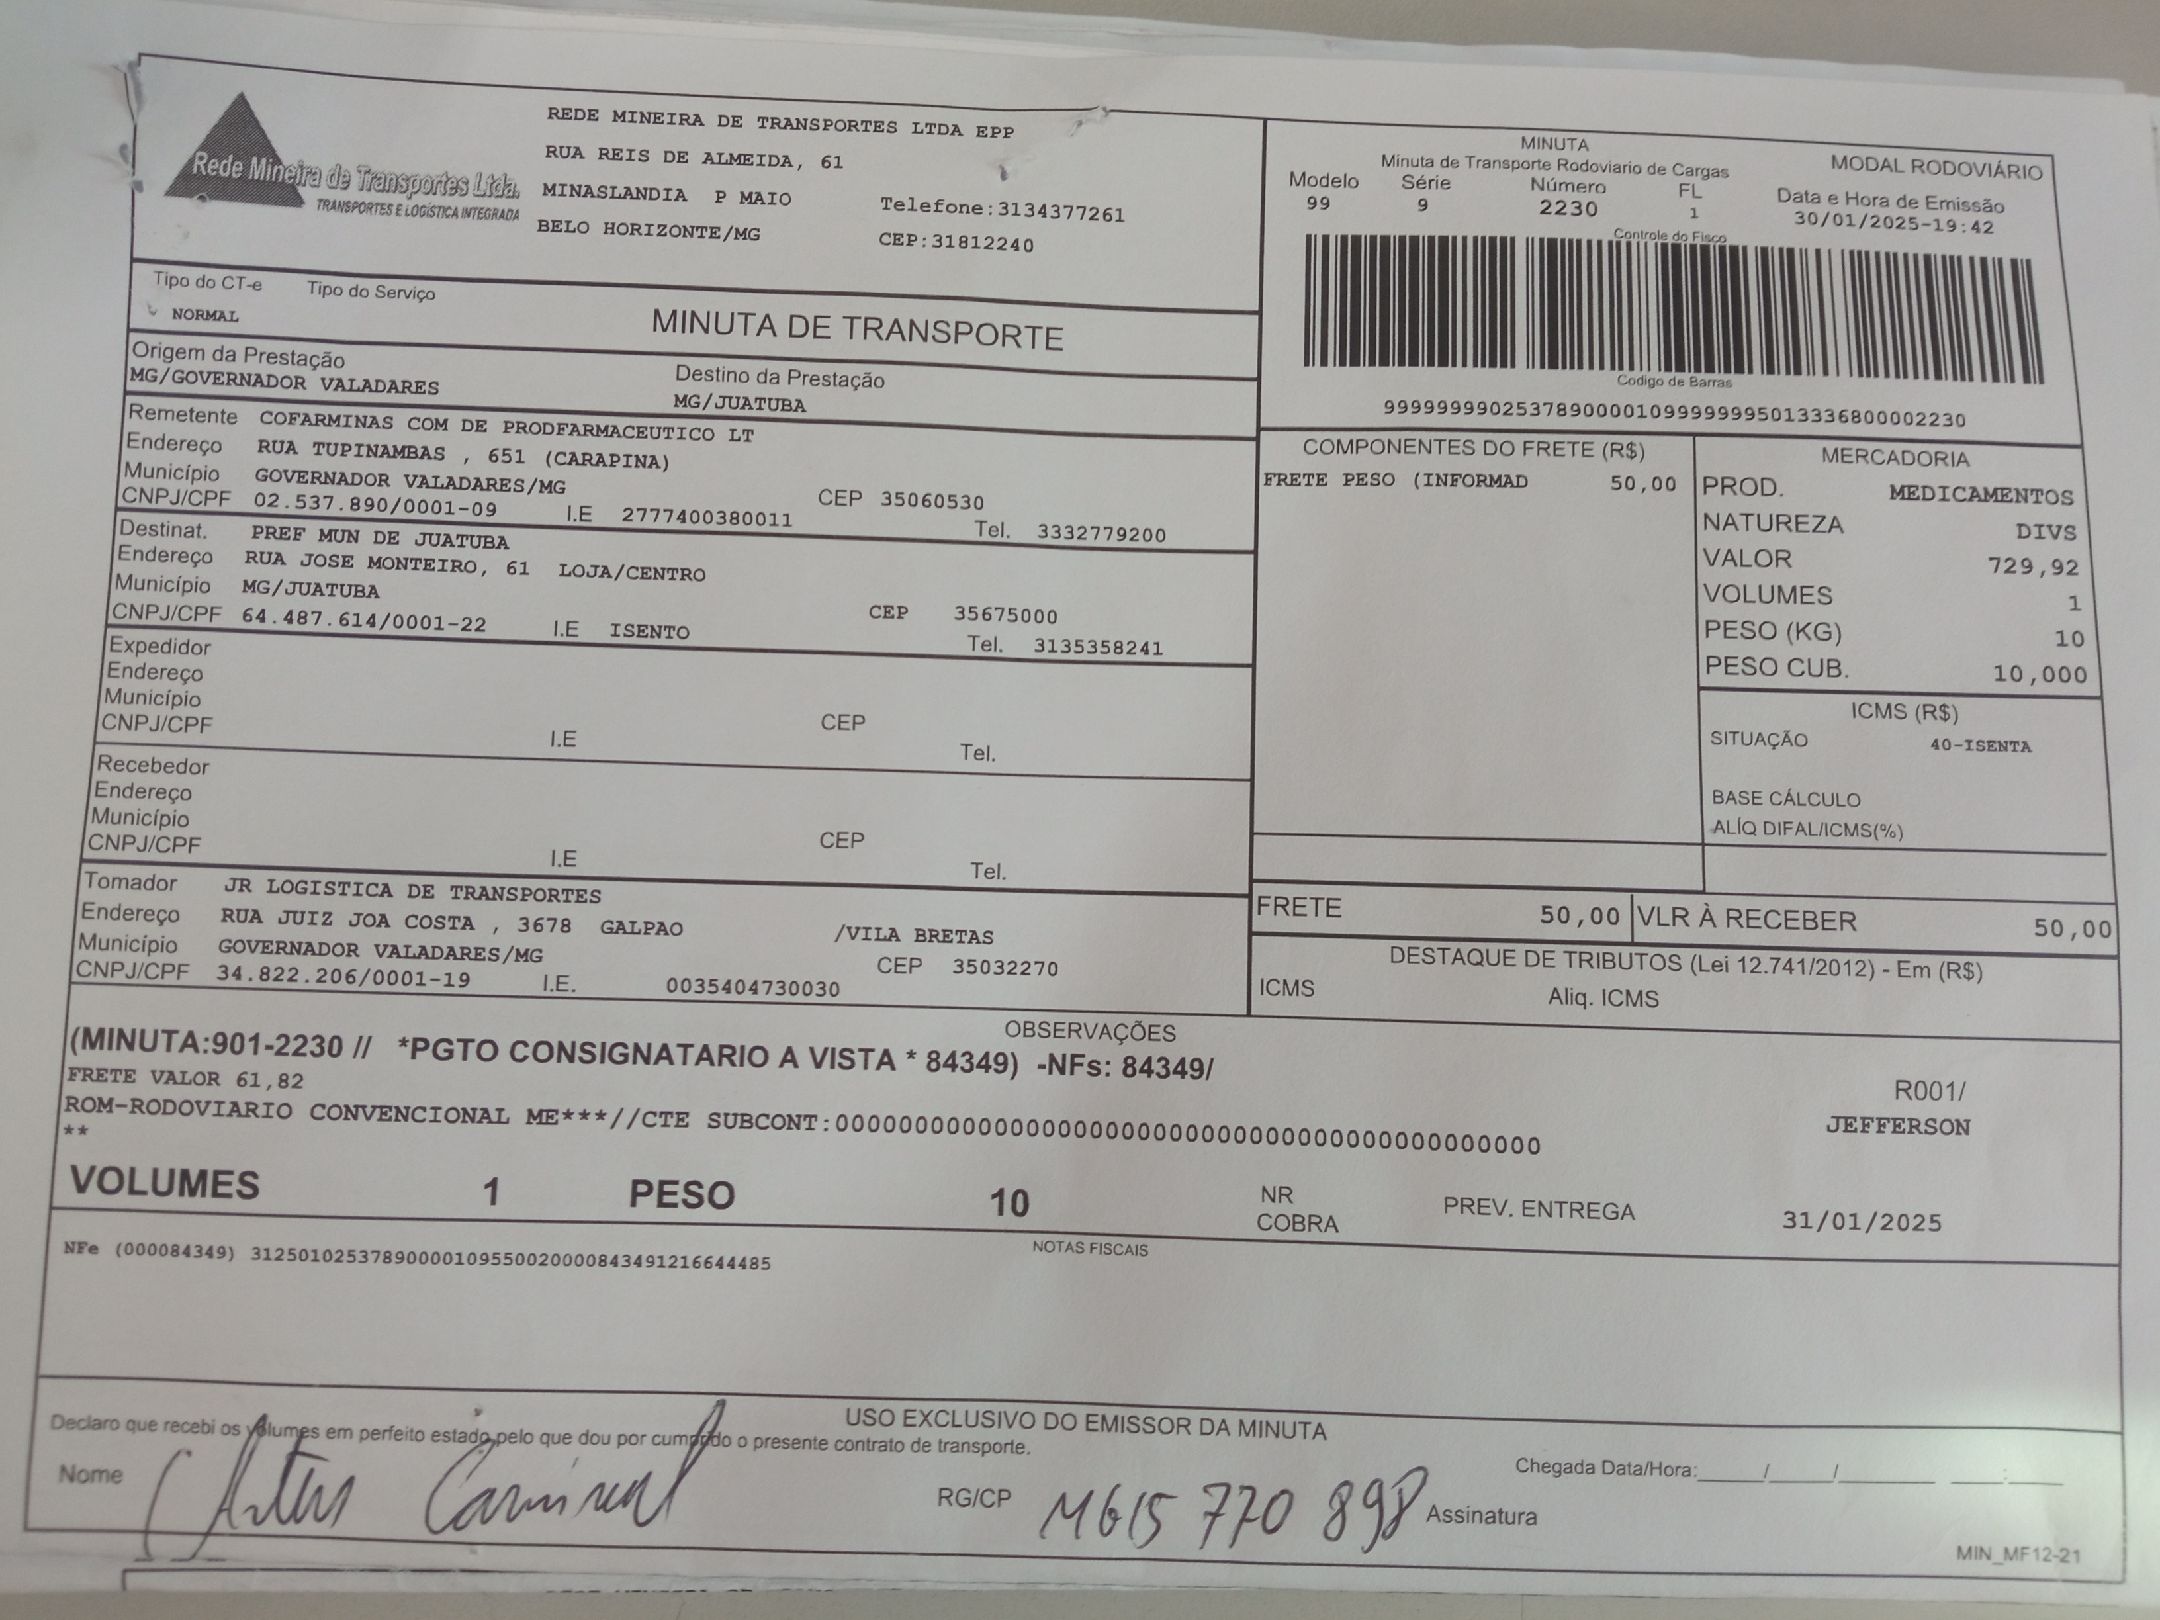 Rede Mineira de Transportes Ltda.
TRANSPORTES E LOGÍSTICA INTEGRADA
REDE MINEIRA DE TRANSPORTES LTDA EPP
RUA REIS DE ALMEIDA, 61
MINASLANDIA P MAIO Telefone:3134377261
BELO HORIZONTE/MG CEP:31812240
MINUTA
Minuta de Transporte Rodoviario de Cargas
MODAL RODOVIÁRIO
Modelo Série Número FL Data e Hora de Emissão
99 9 2230 1 30/01/2025-19:42
Controle do Fisco
Codigo de Barras
999999990253789000010999999995013336800002230
Tipo do CT-e Tipo do Serviço
NORMAL
MINUTA DE TRANSPORTE
Origem da Prestação Destino da Prestação
MG/GOVERNADOR VALADARES MG/JUATUBA
Remetente COFARMINAS COM DE PRODFARMACEUTICO LT
Endereço RUA TUPINAMBAS , 651 (CARAPINA)
Município GOVERNADOR VALADARES/MG CEP 35060530
CNPJ/CPF 02.537.890/0001-09 I.E 2777400380011 Tel. 3332779200
Destinat. PREF MUN DE JUATUBA
Endereço RUA JOSE MONTEIRO, 61 LOJA/CENTRO
Município MG/JUATUBA CEP 35675000
CNPJ/CPF 64.487.614/0001-22 I.E ISENTO Tel. 3135358241
Expedidor
Endereço
Município CEP
CNPJ/CPF I.E Tel.
Recebedor
Endereço
Município CEP
CNPJ/CPF I.E Tel.
Tomador JR LOGISTICA DE TRANSPORTES
Endereço RUA JUIZ JOA COSTA , 3678 GALPAO /VILA BRETAS
Município GOVERNADOR VALADARES/MG CEP 35032270
CNPJ/CPF 34.822.206/0001-19 I.E. 0035404730030
COMPONENTES DO FRETE (R$)
FRETE PESO (INFORMAD 50,00
MERCADORIA
PROD. MEDICAMENTOS
NATUREZA DIVS
VALOR 729,92
VOLUMES 1
PESO (KG) 10
PESO CUB. 10,000
ICMS (R$)
SITUAÇÃO 40-ISENTA
BASE CÁLCULO
ALÍQ DIFAL/ICMS(%)
FRETE 50,00 VLR À RECEBER 50,00
DESTAQUE DE TRIBUTOS (Lei 12.741/2012) - Em (R$)
ICMS Aliq. ICMS
OBSERVAÇÕES
(MINUTA:901-2230 // *PGTO CONSIGNATARIO A VISTA * 84349) -NFs: 84349/
FRETE VALOR 61,82 R001/
ROM-RODOVIARIO CONVENCIONAL ME***//CTE SUBCONT:00000000000000000000000000000000000000000000 JEFFERSON
**
VOLUMES 1 PESO 10 NR COBRA PREV. ENTREGA 31/01/2025
NOTAS FISCAIS
NFe (000084349) 31250102537890000109550020000843491216644485
USO EXCLUSIVO DO EMISSOR DA MINUTA
Declaro que recebi os volumes em perfeito estado pelo que dou por cumprido o presente contrato de transporte.
Nome RG/CP MG15 770 898 Assinatura
Chegada Data/Hora:_____/_____/_______ ____:____
MIN_MF12-21